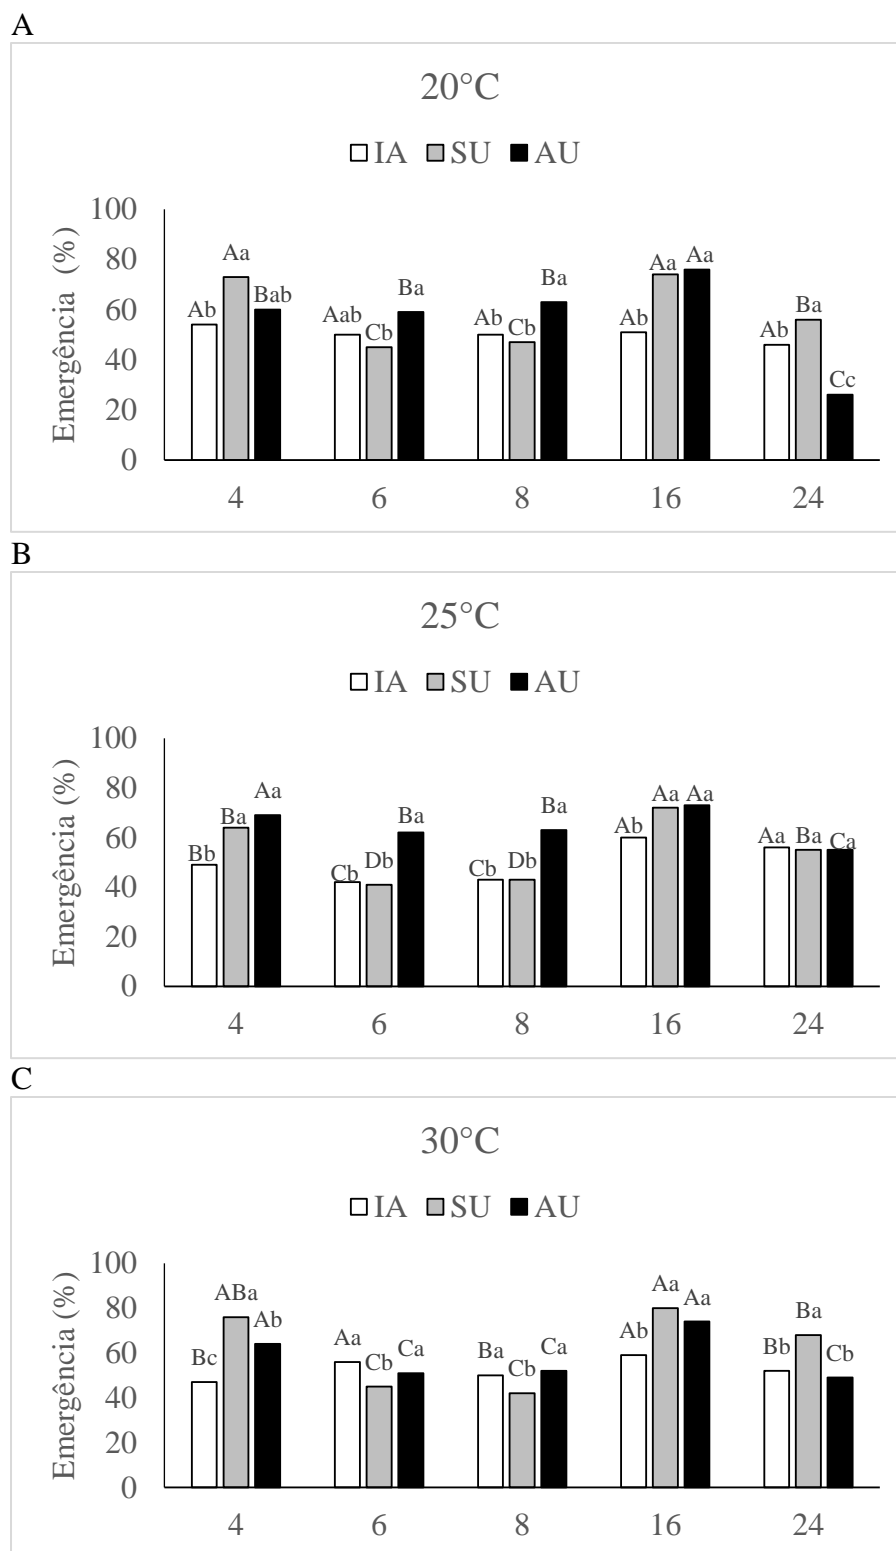 A
20°C
IA SU AU
Emergência (%)
100
80
60
40
20
0
Ab Aa Bab Aab Cb Ba Ab Cb Ba Ab Aa Aa Ab Ba Cc
4 6 8 16 24
B
25°C
IA SU AU
Emergência (%)
100
80
60
40
20
0
Bb Ba Aa Cb Db Ba Cb Db Ba Ab Aa Aa Aa Ba Ca
4 6 8 16 24
C
30°C
IA SU AU
Emergência (%)
100
80
60
40
20
0
Bc ABa Ab Aa Cb Ca Ba Cb Ca Ab Aa Aa Bb Ba Cb
4 6 8 16 24